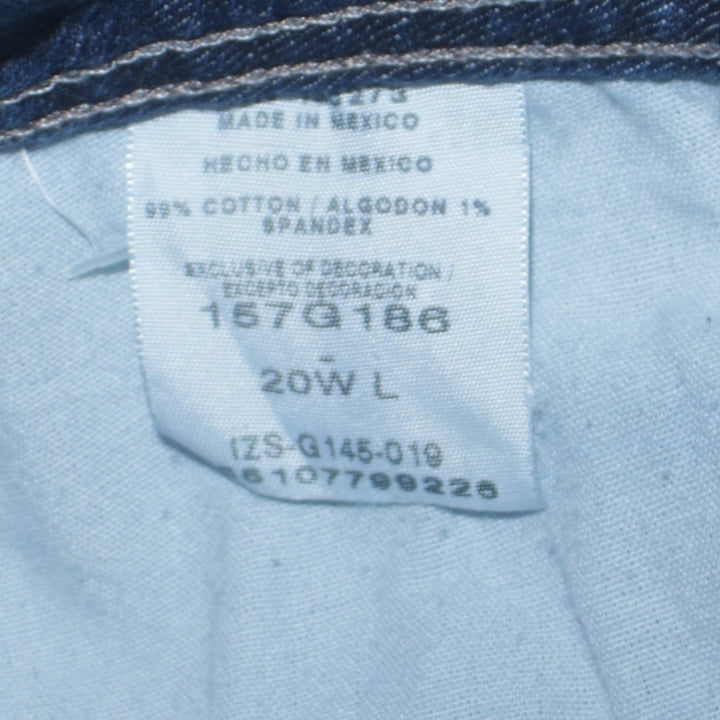 MADE IN MEXICO
HECHO EN MEXICO
99% COTTON / ALGODON 1%
SPANDEX
EXCLUSIVE OF DECORATION /
EXCEPTO DECORACION
157G186
-
20W L
IZS-G145-019
6107799226